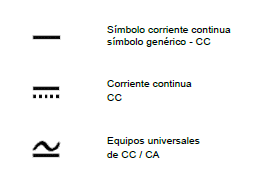 Símbolo corriente continua
símbolo genérico - CC
Corriente continua
CC
Equipos universales
de CC / CA